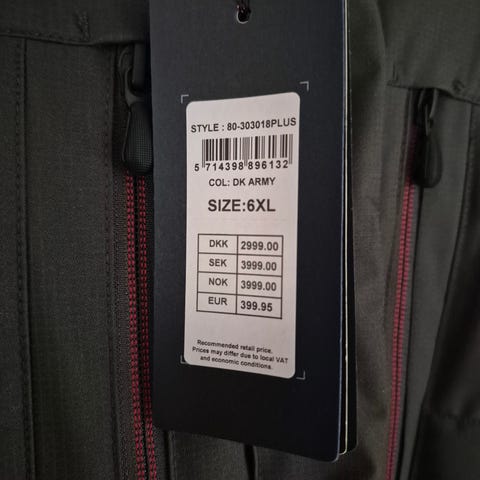 STYLE : 80-303018PLUS
5 714398 896132
COL: DK ARMY
SIZE:6XL
DKK 2999.00
SEK 3999.00
NOK 3999.00
EUR 399.95
Recommended retail price.
Prices may differ due to local VAT
and economic conditions.